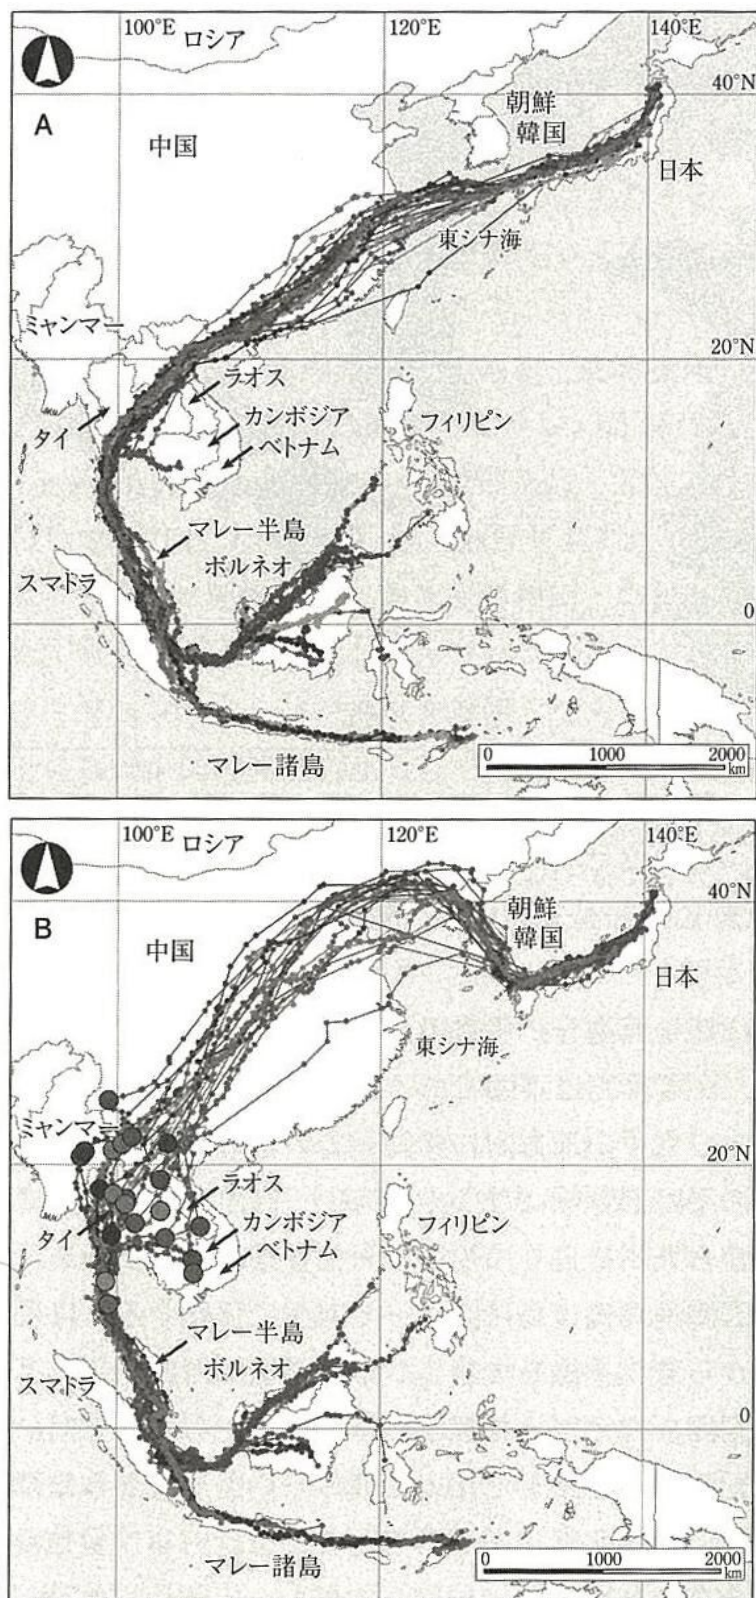 100°E
ロシア
120°E
140°E
40°N
A
朝鮮
韓国
中国
日本
東シナ海
ミャンマー
20°N
ラオス
タイ
カンボジア
フィリピン
ベトナム
マレー半島
スマトラ
ボルネオ
0
マレー諸島
0 1000 2000
km
100°E
ロシア
120°E
140°E
40°N
B
朝鮮
韓国
中国
日本
東シナ海
ミャンマー
20°N
ラオス
タイ
カンボジア
フィリピン
ベトナム
マレー半島
スマトラ
ボルネオ
0
マレー諸島
0 1000 2000
km